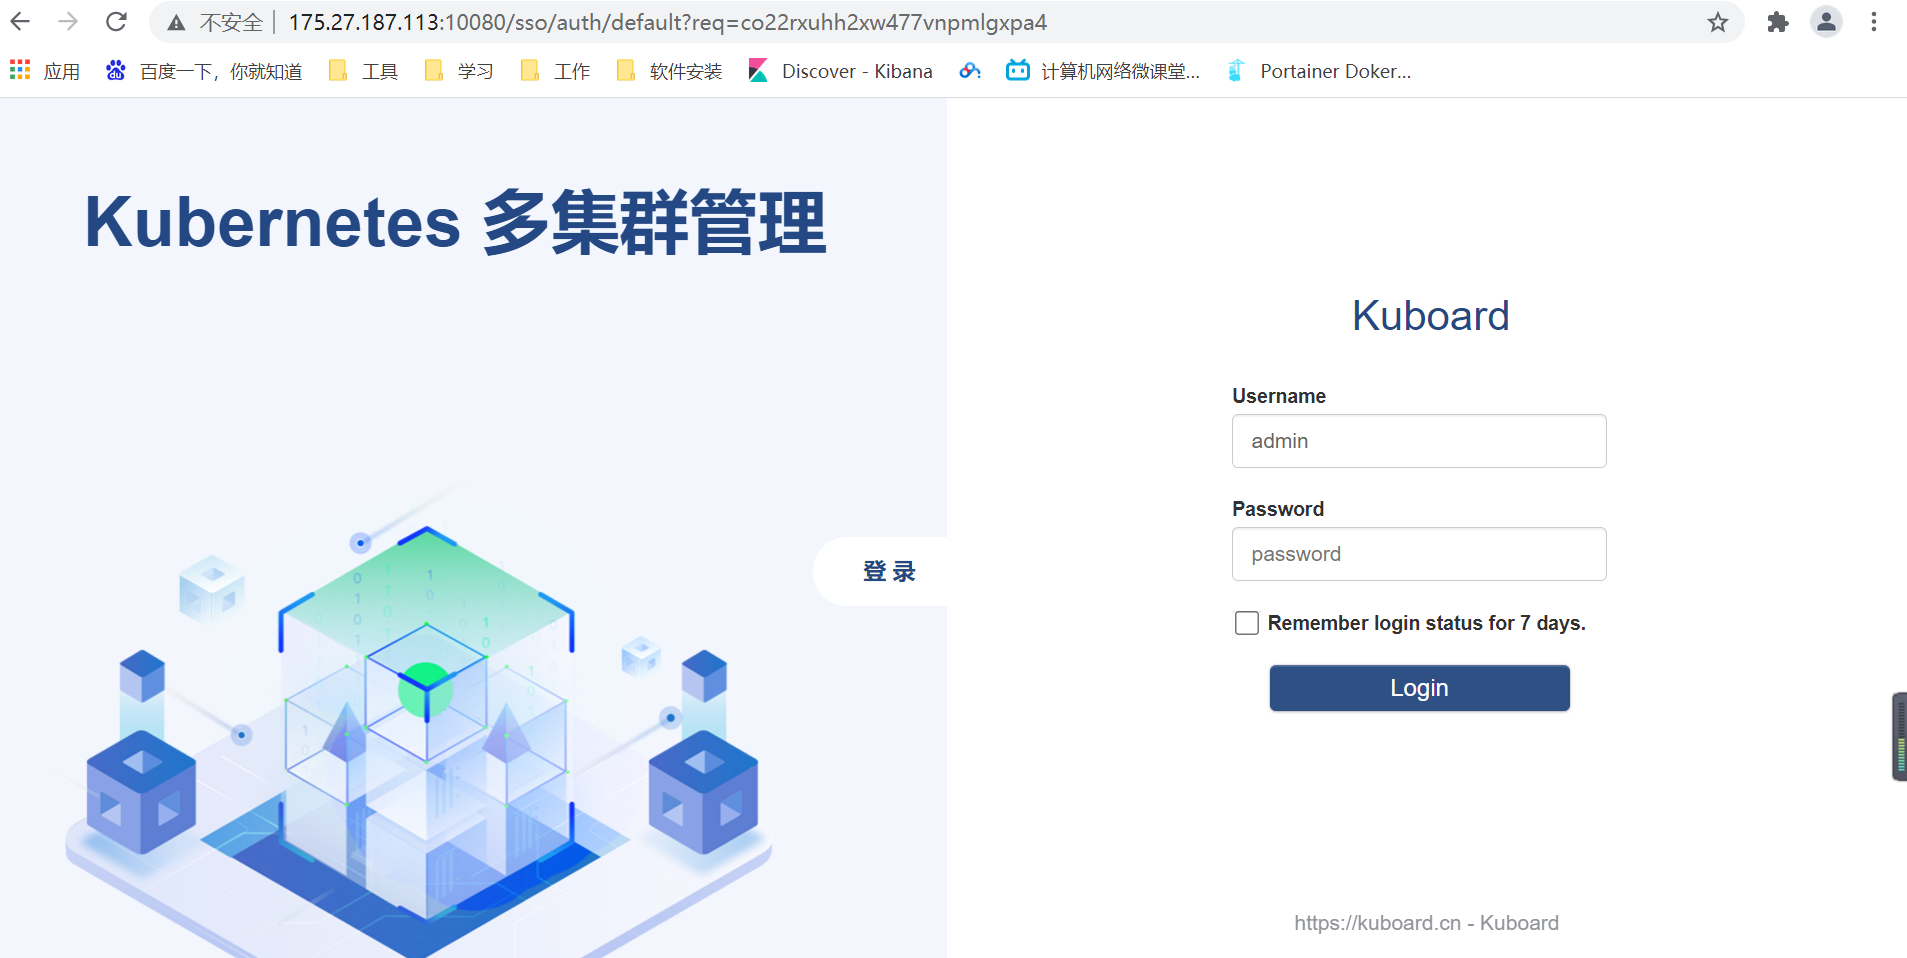 不安全 175.27.187.113:10080/sso/auth/default?req=co22rxuhh2xw477vnpmlgxpa4
应用 百度一下，你就知道 工具 学习 工作 软件安装 Discover - Kibana 计算机网络微课堂... Portainer Doker...
Kubernetes 多集群管理
登 录
Kuboard
Username
admin
Password
password
Remember login status for 7 days.
Login
https://kuboard.cn - Kuboard